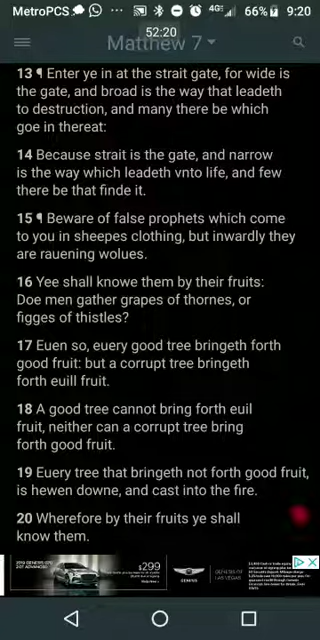 MetroPCS 4G 66% 9:20
52:20
Matthew 7
13 ¶ Enter ye in at the strait gate, for wide is
the gate, and broad is the way that leadeth
to destruction, and many there be which
goe in thereat:
14 Because strait is the gate, and narrow
is the way which leadeth vnto life, and few
there be that finde it.
15 ¶ Beware of false prophets which come
to you in sheepes clothing, but inwardly they
are rauening wolues.
16 Yee shall knowe them by their fruits:
Doe men gather grapes of thornes, or
figges of thistles?
17 Euen so, euery good tree bringeth forth
good fruit: but a corrupt tree bringeth
forth euill fruit.
18 A good tree cannot bring forth euil
fruit, neither can a corrupt tree bring
forth good fruit.
19 Euery tree that bringeth not forth good fruit,
is hewen downe, and cast into the fire.
20 Wherefore by their fruits ye shall
know them.
$299
GENESIS
GENESIS OF
LAS VEGAS